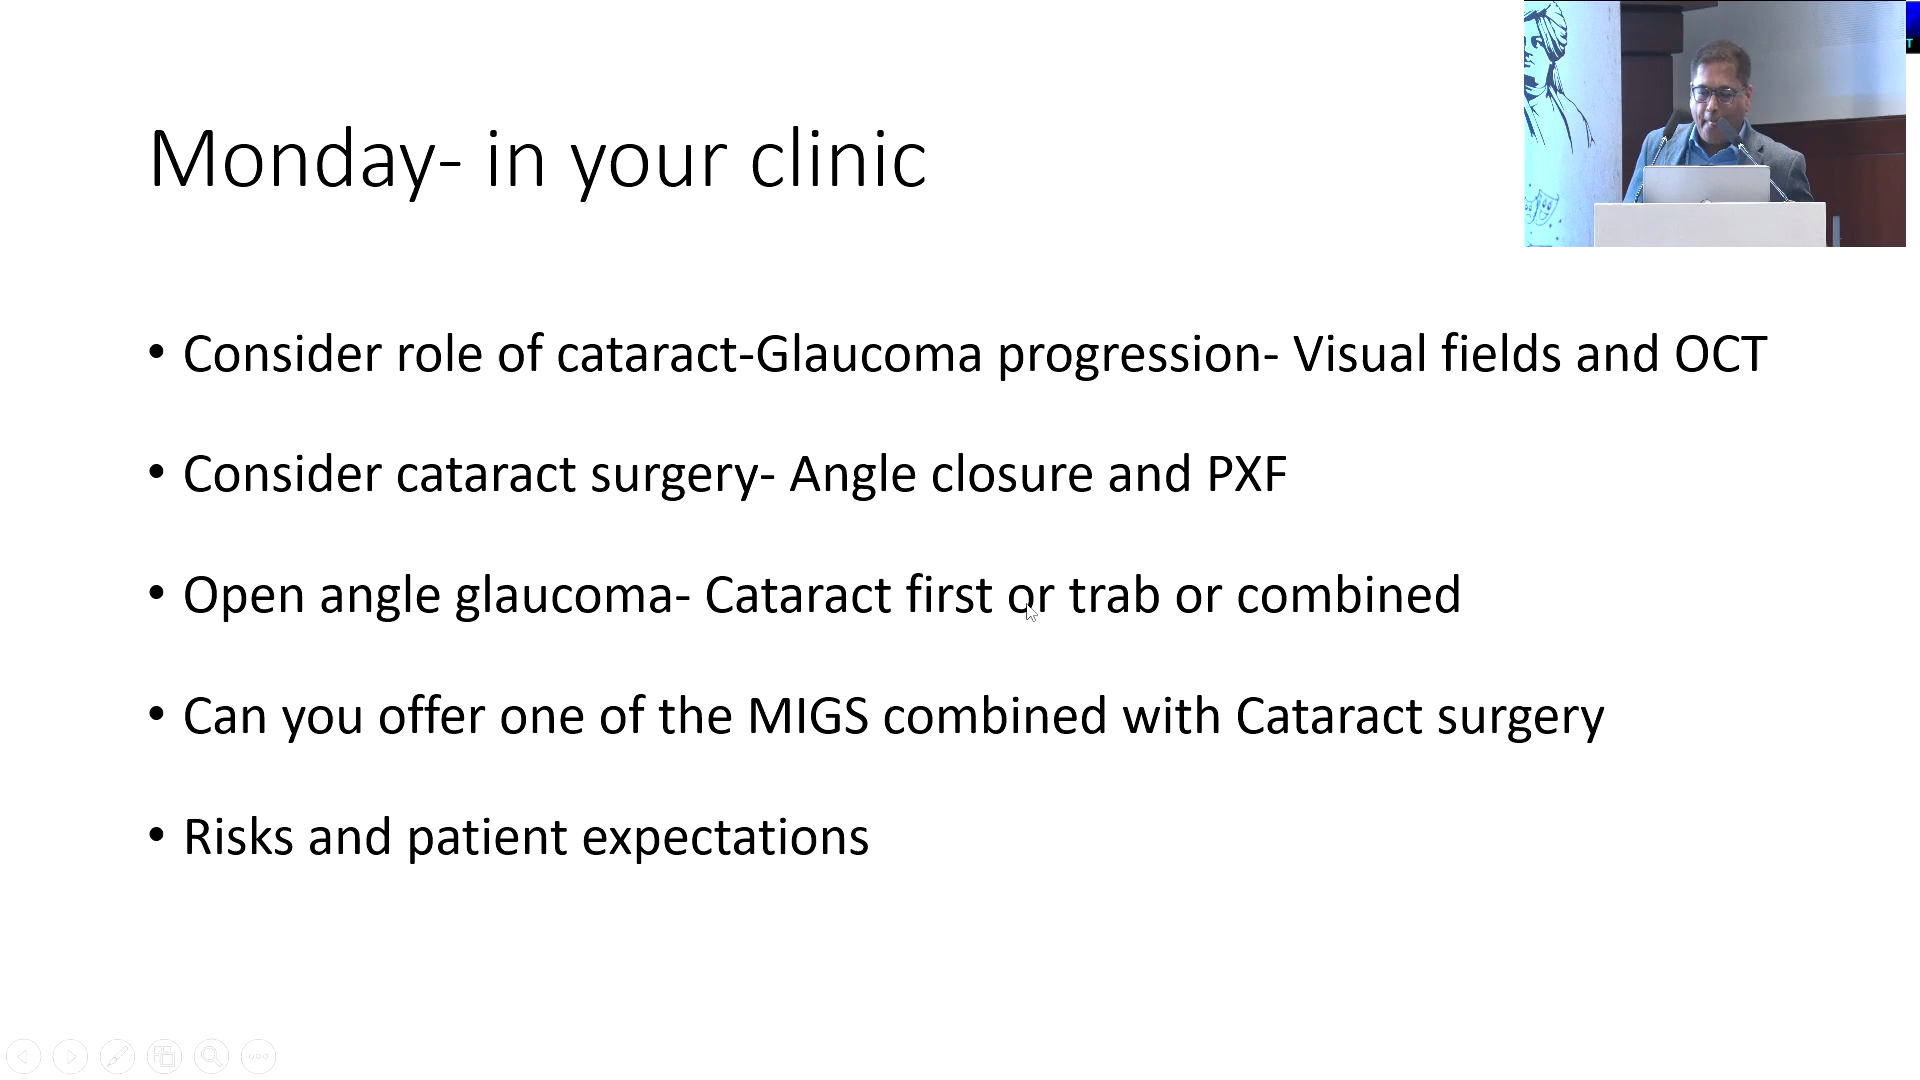 Monday- in your clinic
• Consider role of cataract-Glaucoma progression- Visual fields and OCT
• Consider cataract surgery- Angle closure and PXF
• Open angle glaucoma- Cataract first or trab or combined
• Can you offer one of the MIGS combined with Cataract surgery
• Risks and patient expectations
T